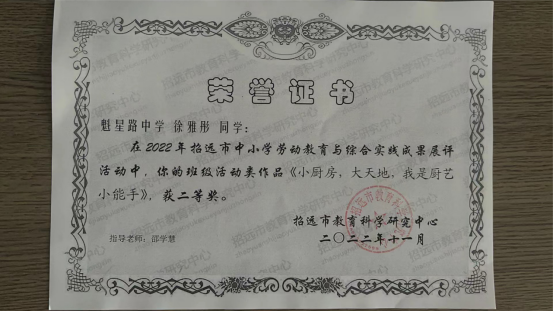 荣誉证书
魁星路中学 徐雅彤 同学：
在2022年招远市中小学劳动教育与综合实践成果展评
活动中，你的班级活动类作品《小厨房，大天地，我是厨艺
小能手》，获二等奖。
招远市教育科学研究中心
二〇二二年十一月
指导老师：邵学慧